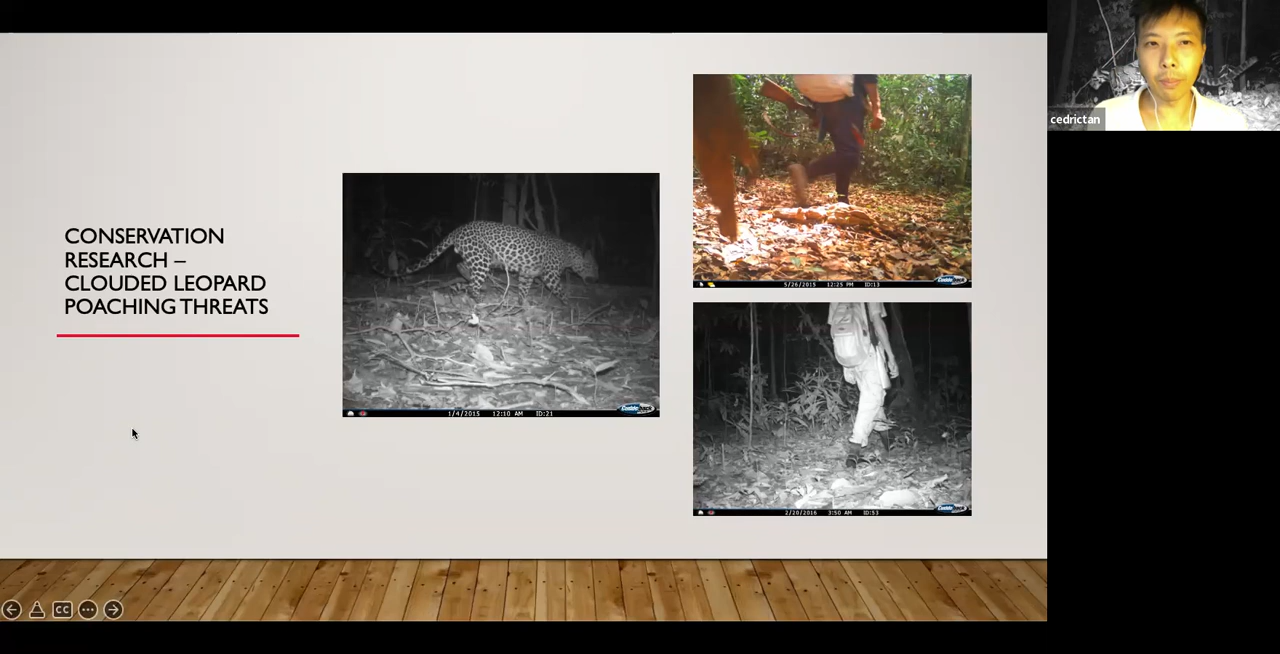 CONSERVATION
RESEARCH –
CLOUDED LEOPARD
POACHING THREATS
1/4/2015 12:10 AM ID:21
5/26/2015 12:25 PM ID:13
2/20/2016 3:50 AM ID:53
cedrictan
CC